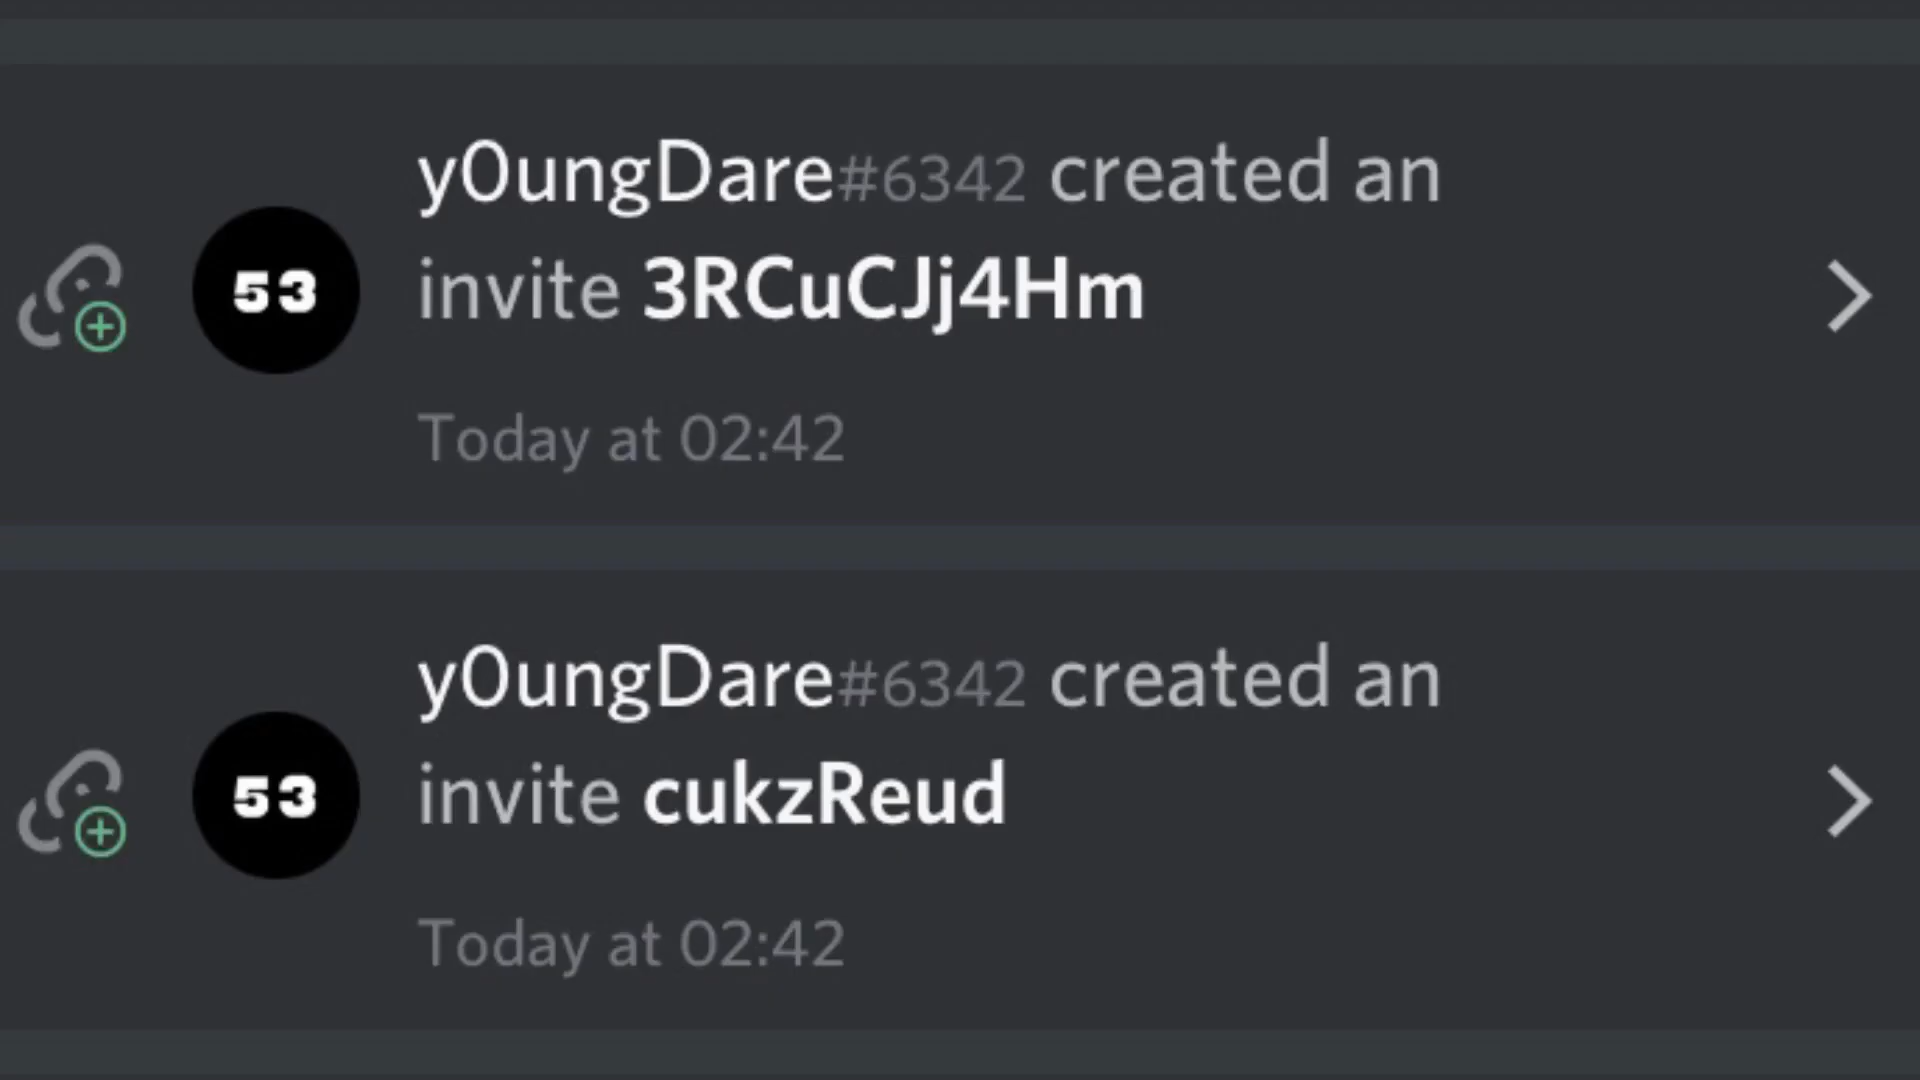 y0ungDare#6342 created an
53
invite 3RCuCJj4Hm
Today at 02:42
y0ungDare#6342 created an
53
invite cukzReud
Today at 02:42